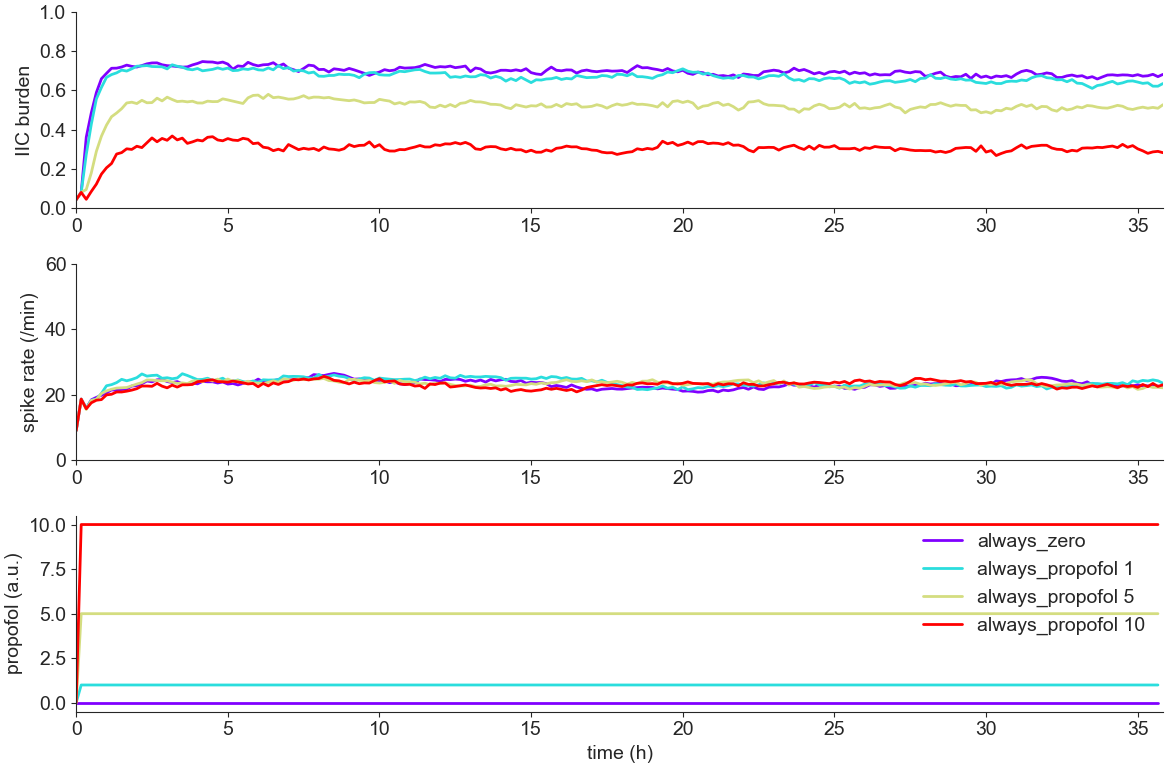 IIC burden
1.0
0.8
0.6
0.4
0.2
0.0
0 5 10 15 20 25 30 35
spike rate (/min)
60
40
20
0
0 5 10 15 20 25 30 35
propofol (a.u.)
10.0
7.5
5.0
2.5
0.0
always_zero
always_propofol 1
always_propofol 5
always_propofol 10
0 5 10 15 20 25 30 35
time (h)